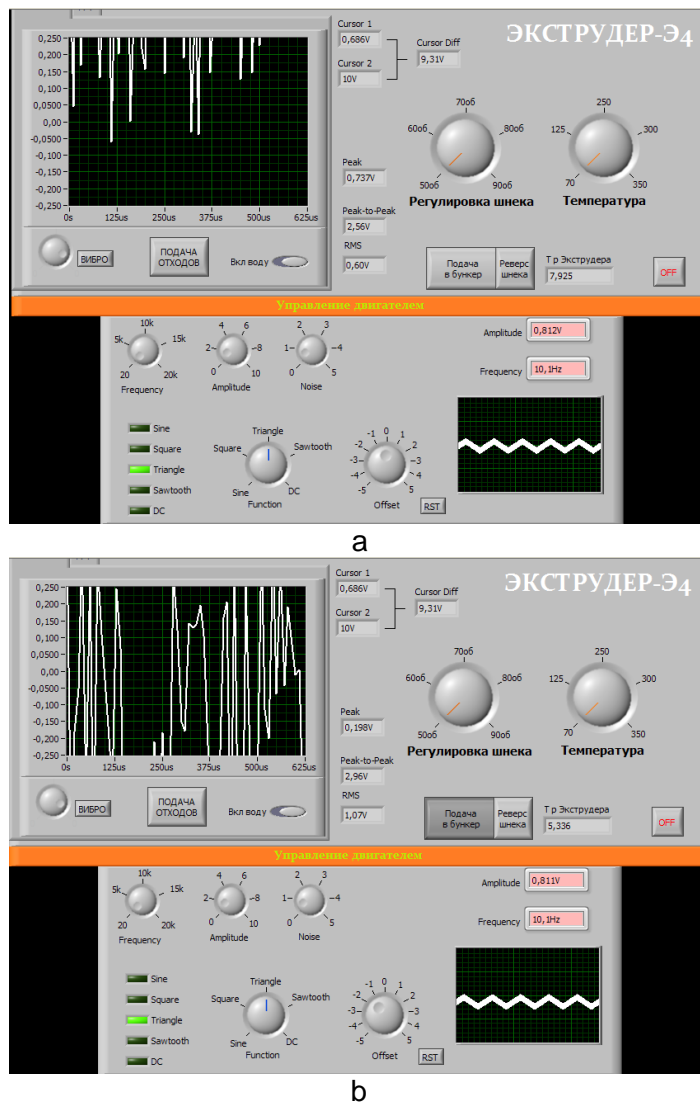 ЭКСТРУДЕР-Э4
Cursor 1
0,686V
Cursor Diff
9,31V
Cursor 2
10V
0,250
0,200
0,150
0,100
0,0500
0,00
-0,0500
-0,100
-0,150
-0,200
-0,250
0s 125us 250us 375us 500us 625us
Peak
0,737V
Peak-to-Peak
2,56V
RMS
0,60V
50об 60об 70об 80об 90об
Регулировка шнека
70 125 250 300 350
Температура
ВИБРО
ПОДАЧА
ОТХОДОВ
Вкл воду
Подача
в бункер
Реверс
шнека
Т р Экструдера
7,925
OFF
Управление двигателем
20 5k 10k 15k 20k
Frequency
0 2 4 6 8 10
Amplitude
0 1 2 3 4 5
Noise
Amplitude
0,812V
Frequency
10,1Hz
Sine
Square
Triangle
Sawtooth
DC
Triangle
Square Sawtooth
Sine DC
Function
-5 -4 -3 -2 -1 0 1 2 3 4 5
Offset
RST
a
ЭКСТРУДЕР-Э4
Cursor 1
0,686V
Cursor Diff
9,31V
Cursor 2
10V
0,250
0,200
0,150
0,100
0,0500
0,00
-0,0500
-0,100
-0,150
-0,200
-0,250
0s 125us 250us 375us 500us 625us
Peak
0,198V
Peak-to-Peak
2,96V
RMS
1,07V
50об 60об 70об 80об 90об
Регулировка шнека
70 125 250 300 350
Температура
ВИБРО
ПОДАЧА
ОТХОДОВ
Вкл воду
Подача
в бункер
Реверс
шнека
Т р Экструдера
5,336
OFF
Управление двигателем
20 5k 10k 15k 20k
Frequency
0 2 4 6 8 10
Amplitude
0 1 2 3 4 5
Noise
Amplitude
0,811V
Frequency
10,1Hz
Sine
Square
Triangle
Sawtooth
DC
Triangle
Square Sawtooth
Sine DC
Function
-5 -4 -3 -2 -1 0 1 2 3 4 5
Offset
RST
b